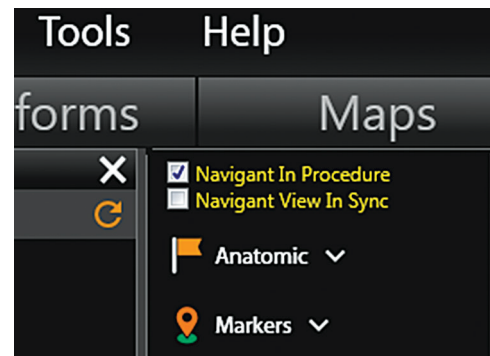 Tools Help
forms Maps
Navigant In Procedure
Navigant View In Sync
Anatomic
Markers